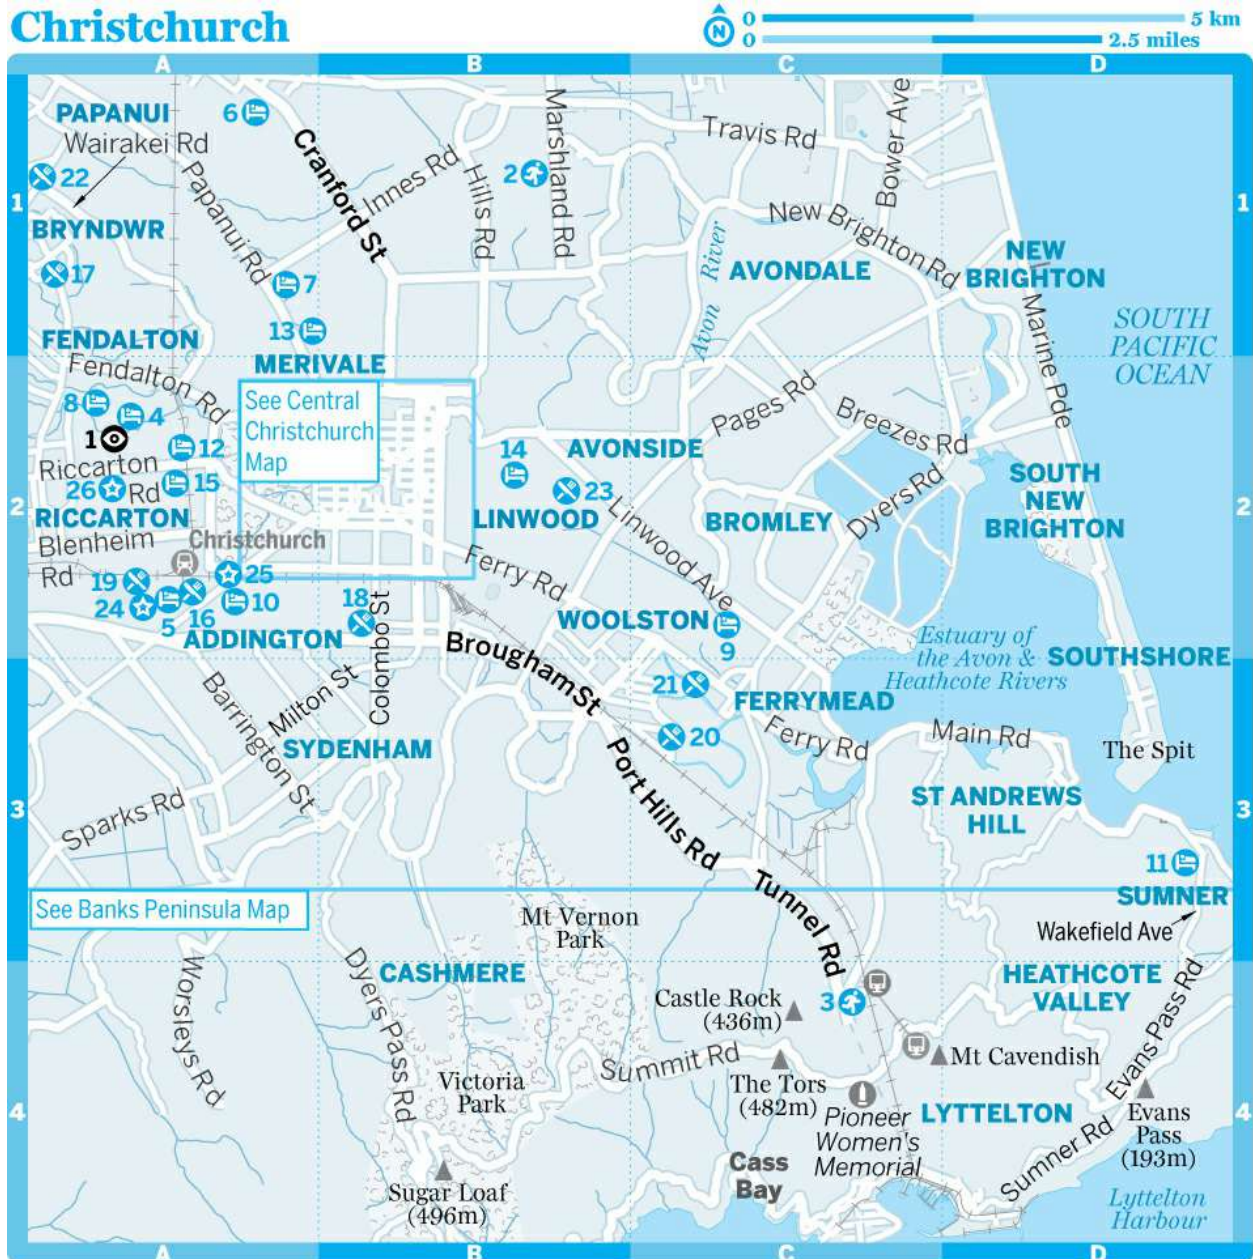 Christchurch
N
0
5 km
0
2.5 miles
A
B
C
D
PAPANUI
6
Wairakei Rd
22
1
BRYNDWR
17
Papanui Rd
Cranford St
Innes Rd
Hills Rd
2
Marshland Rd
Travis Rd
Bower Ave
New Brighton Rd
Avon River
AVONDALE
NEW
BRIGHTON
Marine Pde
SOUTH
PACIFIC
OCEAN
1
7
13
FENDALTON
MERIVALE
Fendalton Rd
See Central
Christchurch
Map
8
4
1
12
Riccarton
Rd
26
15
2
RICCARTON
Blenheim
Rd
Christchurch
19
24
5
16
25
10
ADDINGTON
18
Colombo St
14
23
AVONSIDE
LINWOOD
Linwood Ave
Pages Rd
Breezes Rd
Dyers Rd
BROMLEY
SOUTH
NEW
BRIGHTON
2
Ferry Rd
WOOLSTON
9
Estuary of
the Avon &
Heathcote Rivers
SOUTHSHORE
Brougham St
Barrington St
Milton St
SYDENHAM
21
20
FERRYMEAD
Ferry Rd
Main Rd
The Spit
Port Hills Rd
ST ANDREWS
HILL
3
Sparks Rd
3
11
SUMNER
Wakefield Ave
See Banks Peninsula Map
Mt Vernon
Park
Tunnel Rd
Worsleys Rd
Dyers Pass Rd
CASHMERE
Castle Rock
(436m)
3
HEATHCOTE
VALLEY
Evans Pass Rd
Summit Rd
Mt Cavendish
The Tors
(482m)
Victoria
Park
4
Pioneer
Women's
Memorial
LYTTELTON
Evans
Pass
(193m)
4
Sumner Rd
Cass
Bay
Sugar Loaf
(496m)
Lyttelton
Harbour
A
B
C
D